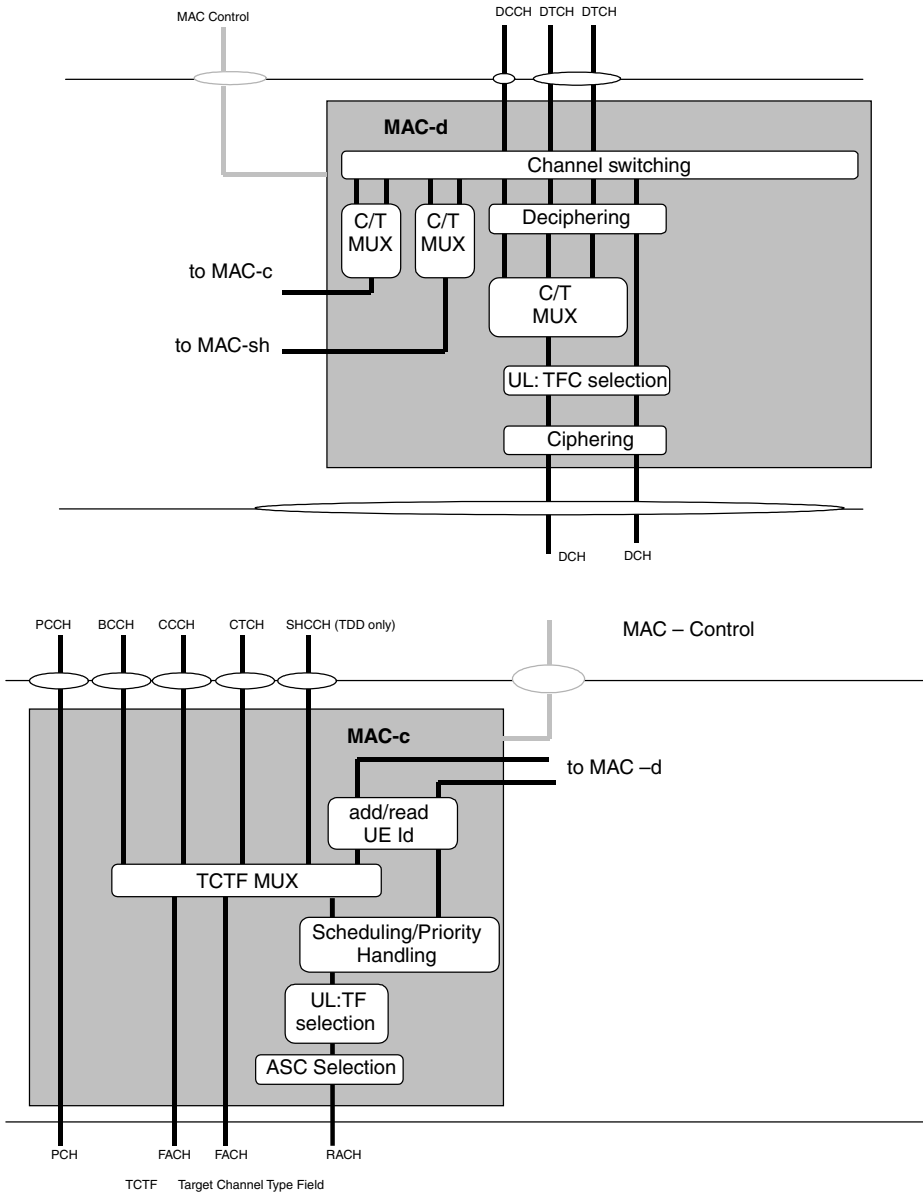 MAC Control
DCCH DTCH DTCH
MAC-d
Channel switching
C/T
MUX
C/T
MUX
Deciphering
to MAC-c
C/T
MUX
to MAC-sh
UL: TFC selection
Ciphering
DCH
DCH
PCCH BCCH CCCH CTCH SHCCH (TDD only)
MAC – Control
MAC-c
to MAC –d
add/read
UE Id
TCTF MUX
Scheduling/Priority
Handling
UL:TF
selection
ASC Selection
PCH FACH FACH RACH
TCTF Target Channel Type Field